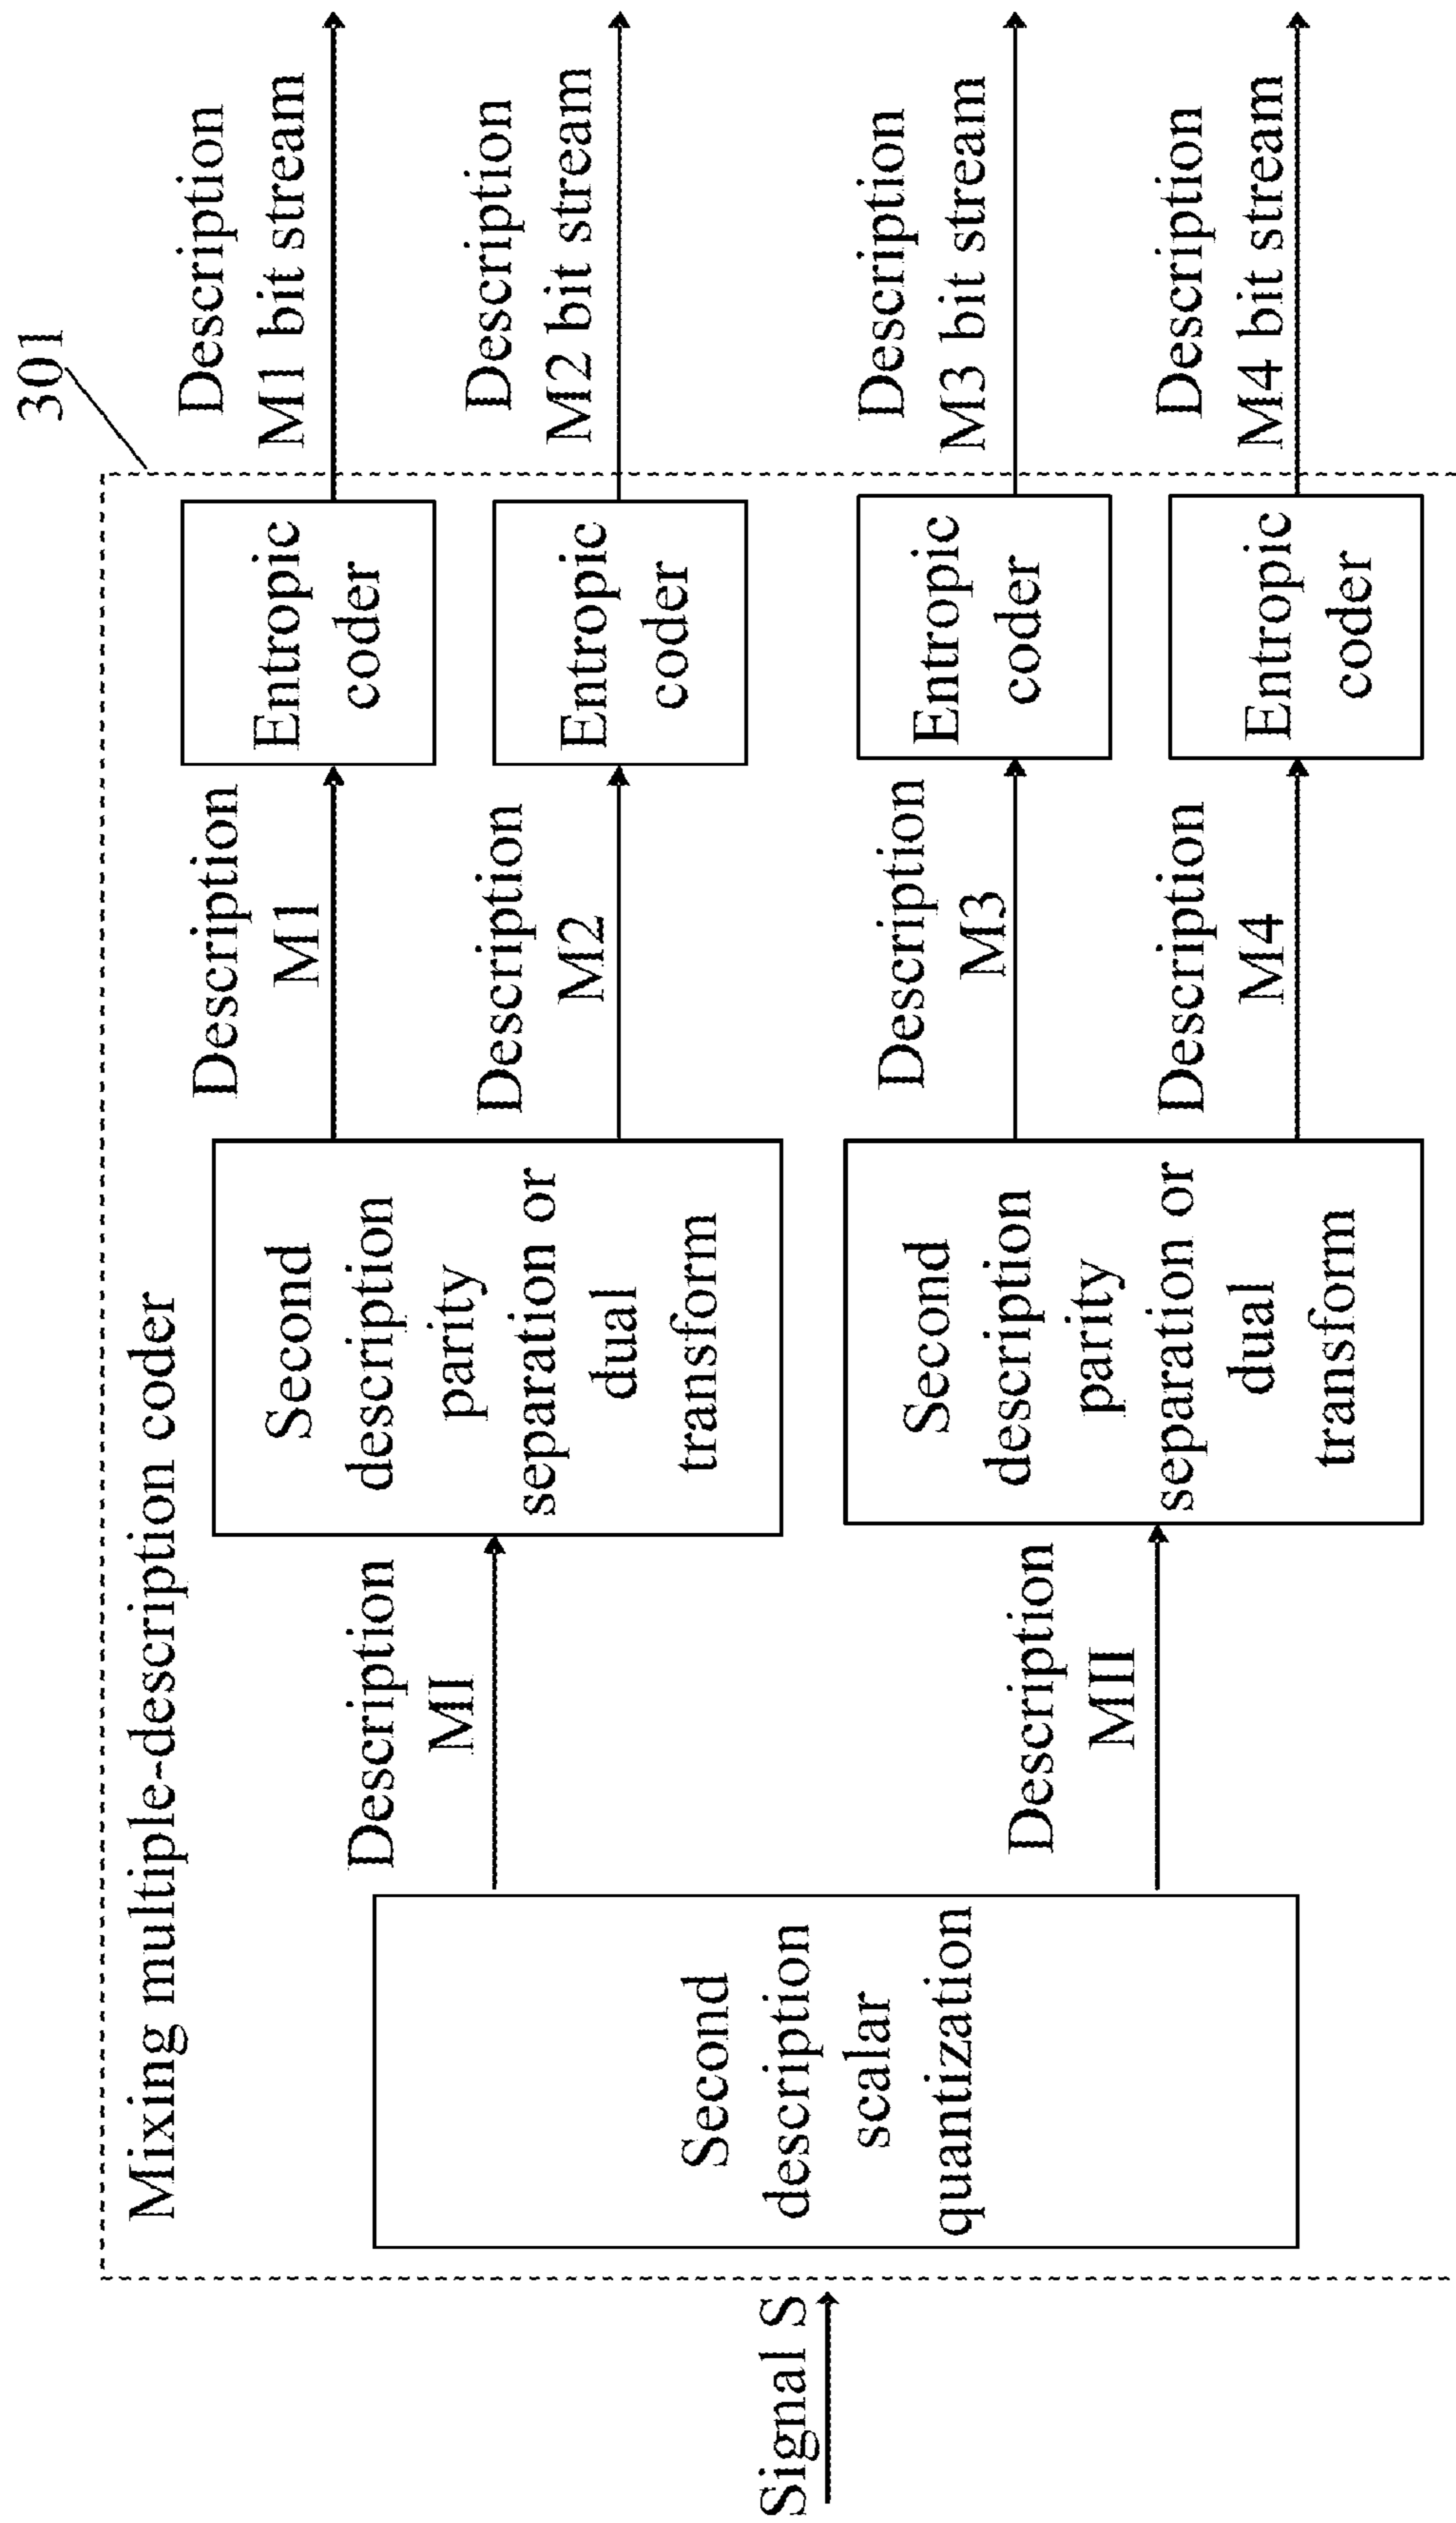 301
Mixing multiple-description coder
Signal S
Second
description
scalar
quantization
Description
MI
Description
MII
Second
description
parity
separation or
dual
transform
Second
description
parity
separation or
dual
transform
Description
M1
Description
M2
Description
M3
Description
M4
Entropic
coder
Entropic
coder
Entropic
coder
Entropic
coder
Description
M1 bit stream
Description
M2 bit stream
Description
M3 bit stream
Description
M4 bit stream